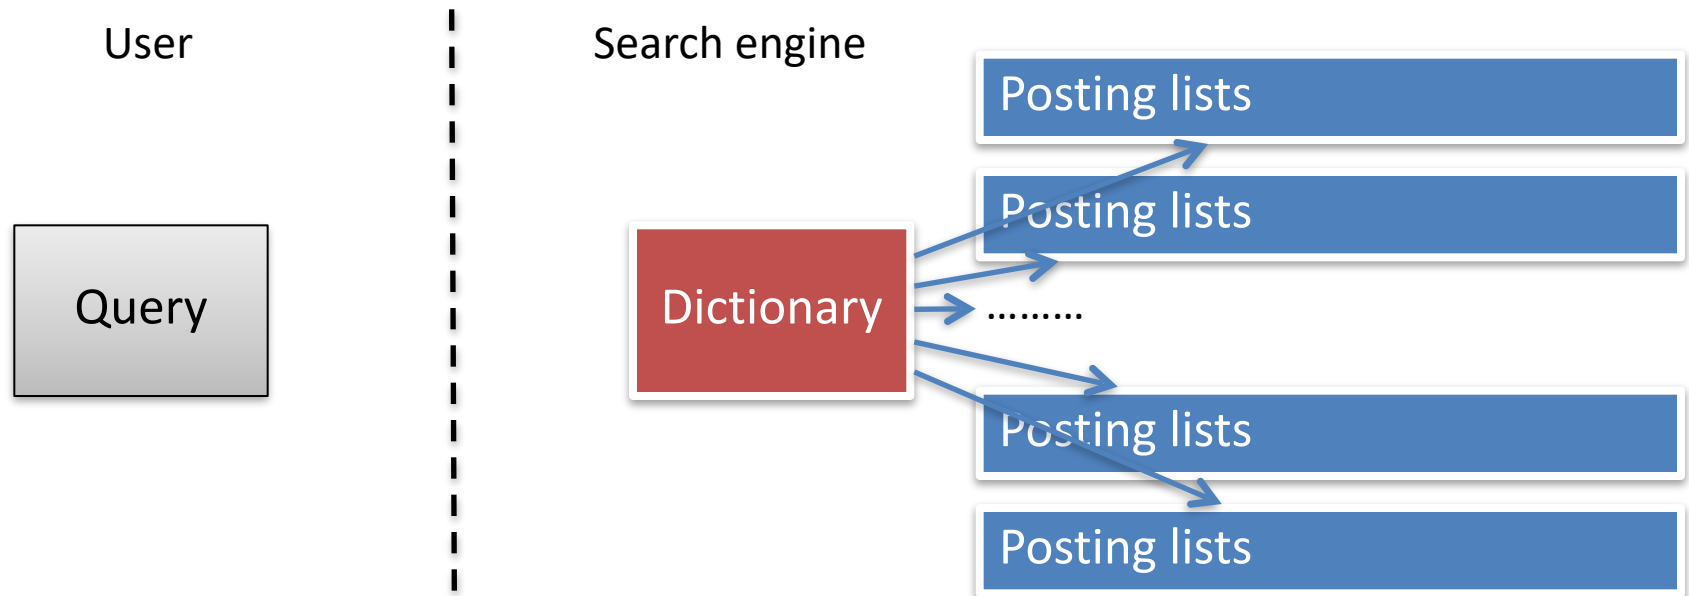 User
Search engine
Posting lists
Posting lists
Query
Dictionary
………
Posting lists
Posting lists